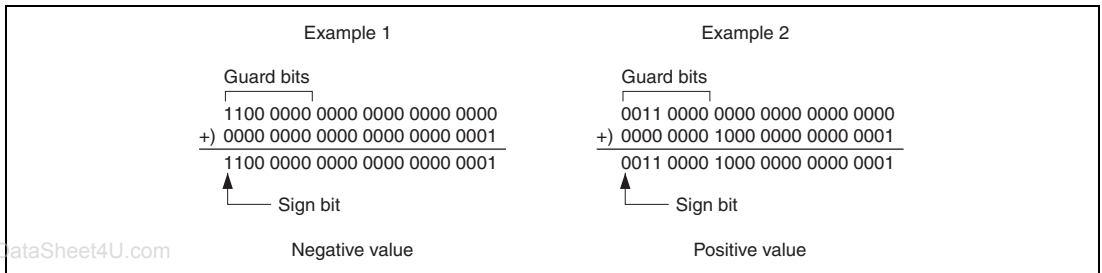 Example 1
Guard bits
1100 0000 0000 0000 0000 0000
+) 0000 0000 0000 0000 0000 0001
1100 0000 0000 0000 0000 0001
Sign bit
Negative value
Example 2
Guard bits
0011 0000 0000 0000 0000 0000
+) 0000 0000 1000 0000 0000 0001
0011 0000 1000 0000 0000 0001
Sign bit
Positive value
DataSheet4U.com